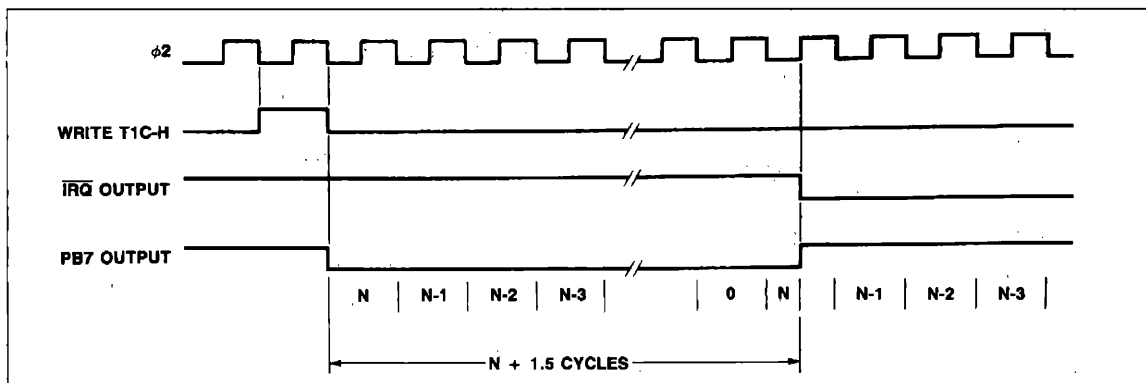 ϕ2
WRITE T1C-H
IRQ OUTPUT
PB7 OUTPUT
N N-1 N-2 N-3 0 N N-1 N-2 N-3
N + 1.5 CYCLES